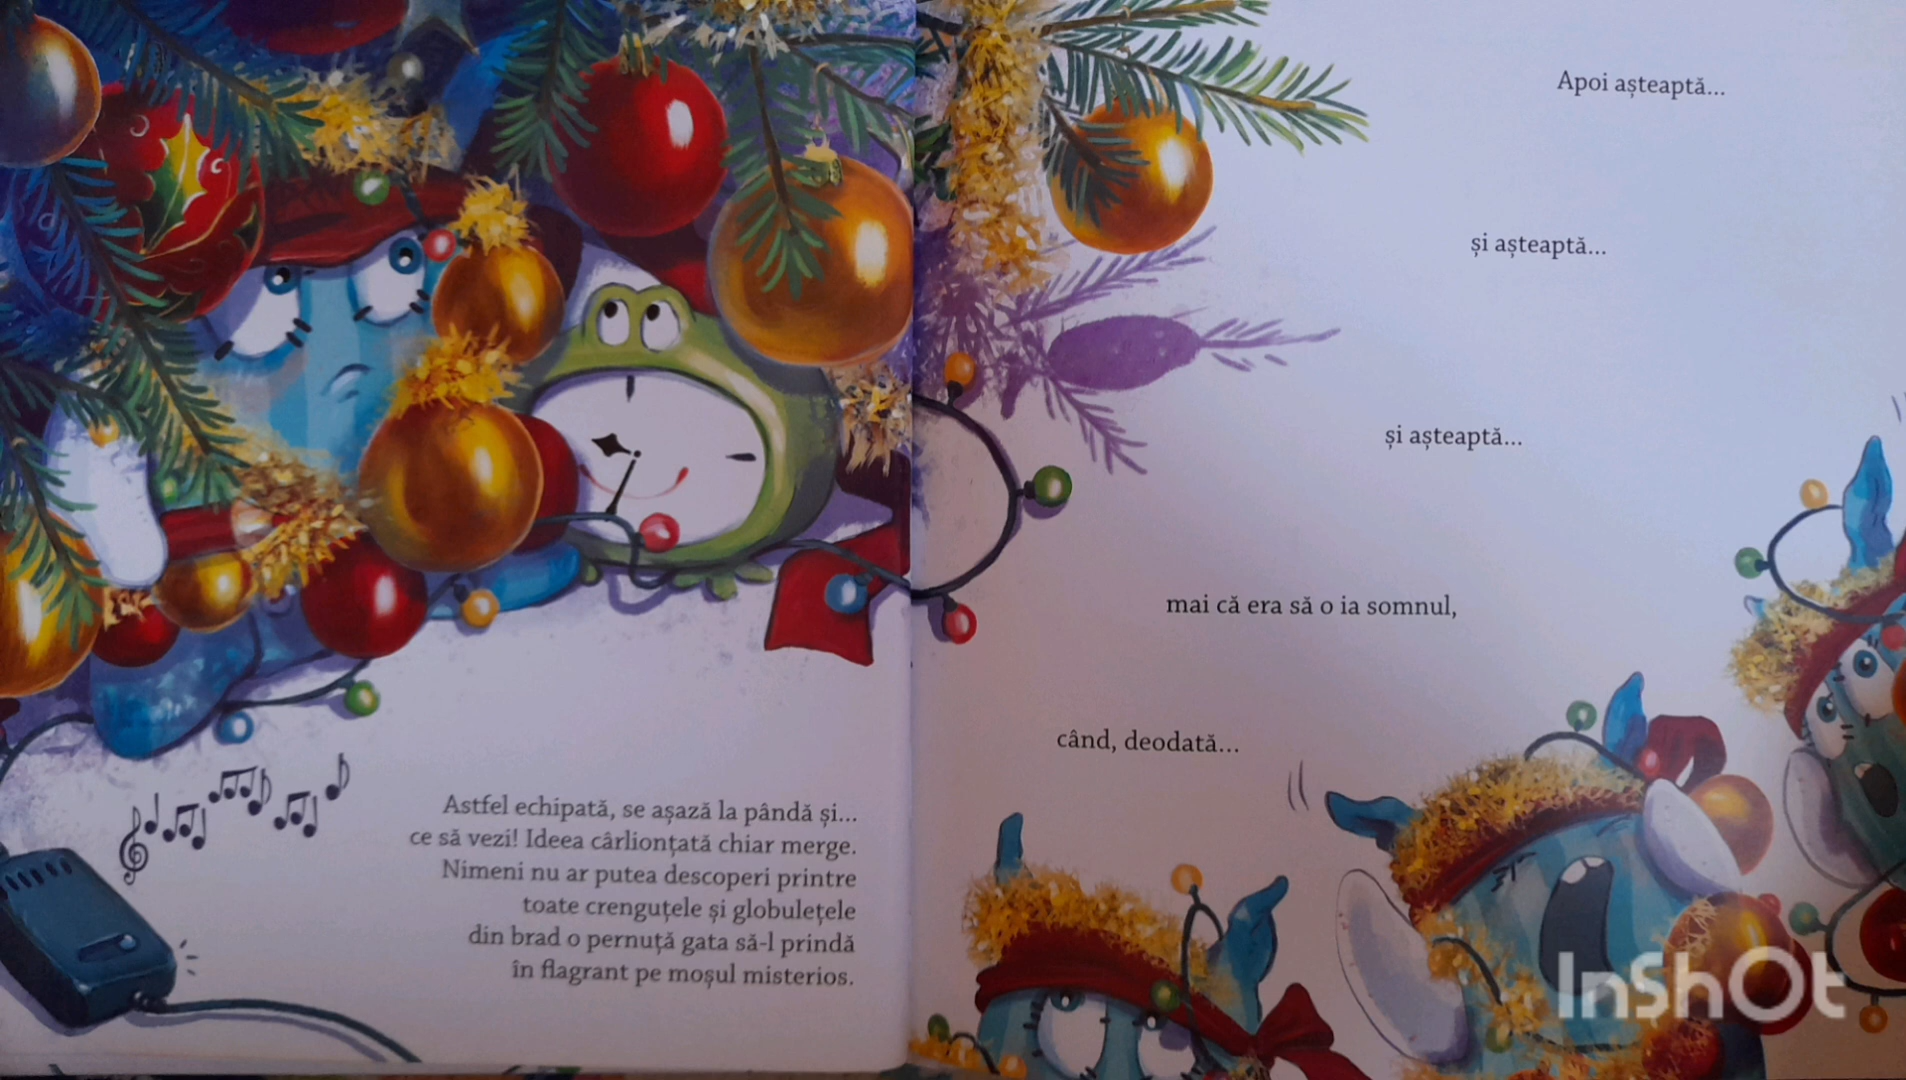 Astfel echipată, se așază la pândă și...
ce să vezi! Ideea cârlionțată chiar merge.
Nimeni nu ar putea descoperi printre
toate crenguțele și globulețele
din brad o pernuță gata să-l prindă
în flagrant pe moșul misterios.
Apoi așteaptă...
și așteaptă...
și așteaptă...
mai că era să o ia somnul,
când, deodată...
InShOt